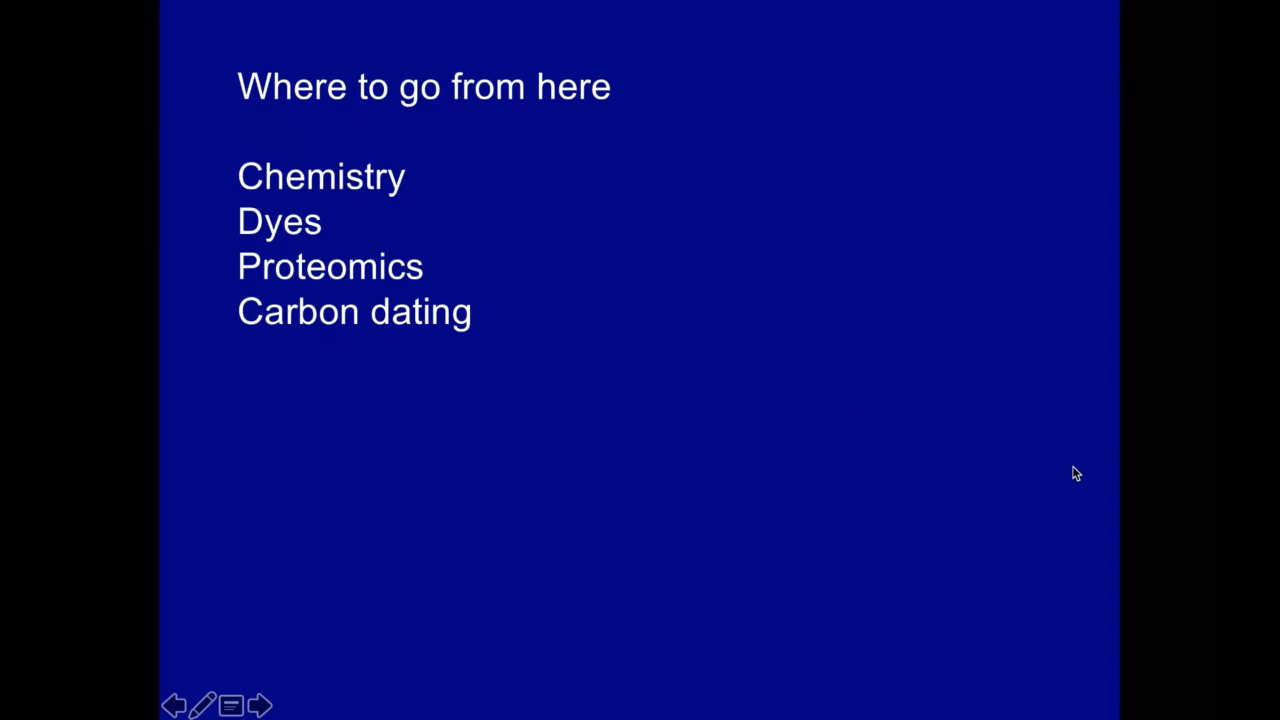 Where to go from here
Chemistry
Dyes
Proteomics
Carbon dating